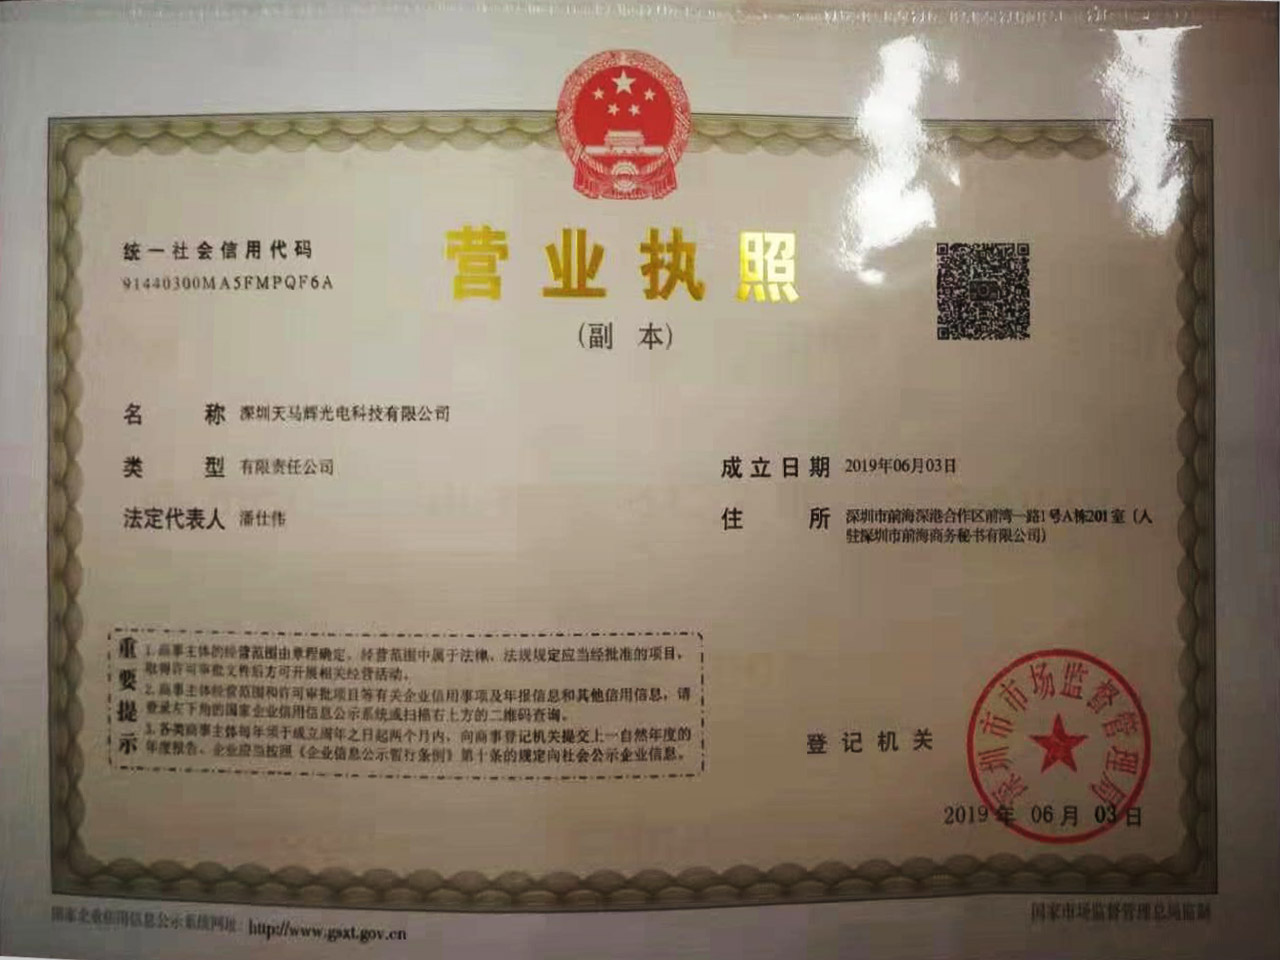 统一社会信用代码
91440300MA5FMPQF6A
营业执照
(副 本)
名 称 深圳天马辉光电科技有限公司
类 型 有限责任公司
成立日期 2019年06月03日
法定代表人 潘仕伟
住 所 深圳市前海深港合作区前湾一路1号A栋201室（入
驻深圳市前海商务秘书有限公司）
重要提示
1.商事主体的经营范围由章程确定。经营范围中属于法律、法规规定应当经批准的项目，
取得许可审批文件后方可开展相关经营活动。
2.商事主体经营范围和许可审批项目等有关企业信用事项及年报信息和其他信用信息，请
登录左下角的国家企业信用信息公示系统或扫描右上方的二维码查询。
3.各类商事主体每年须于成立周年之日起两个月内，向商事登记机关提交上一自然年度的
年度报告。企业应当按照《企业信息公示暂行条例》第十条的规定向社会公示企业信息。
登记机关
深圳市市场监督管理局
2019 年 06 月 03 日
国家企业信用信息公示系统网址：http://www.gsxt.gov.cn
国家市场监督管理总局监制